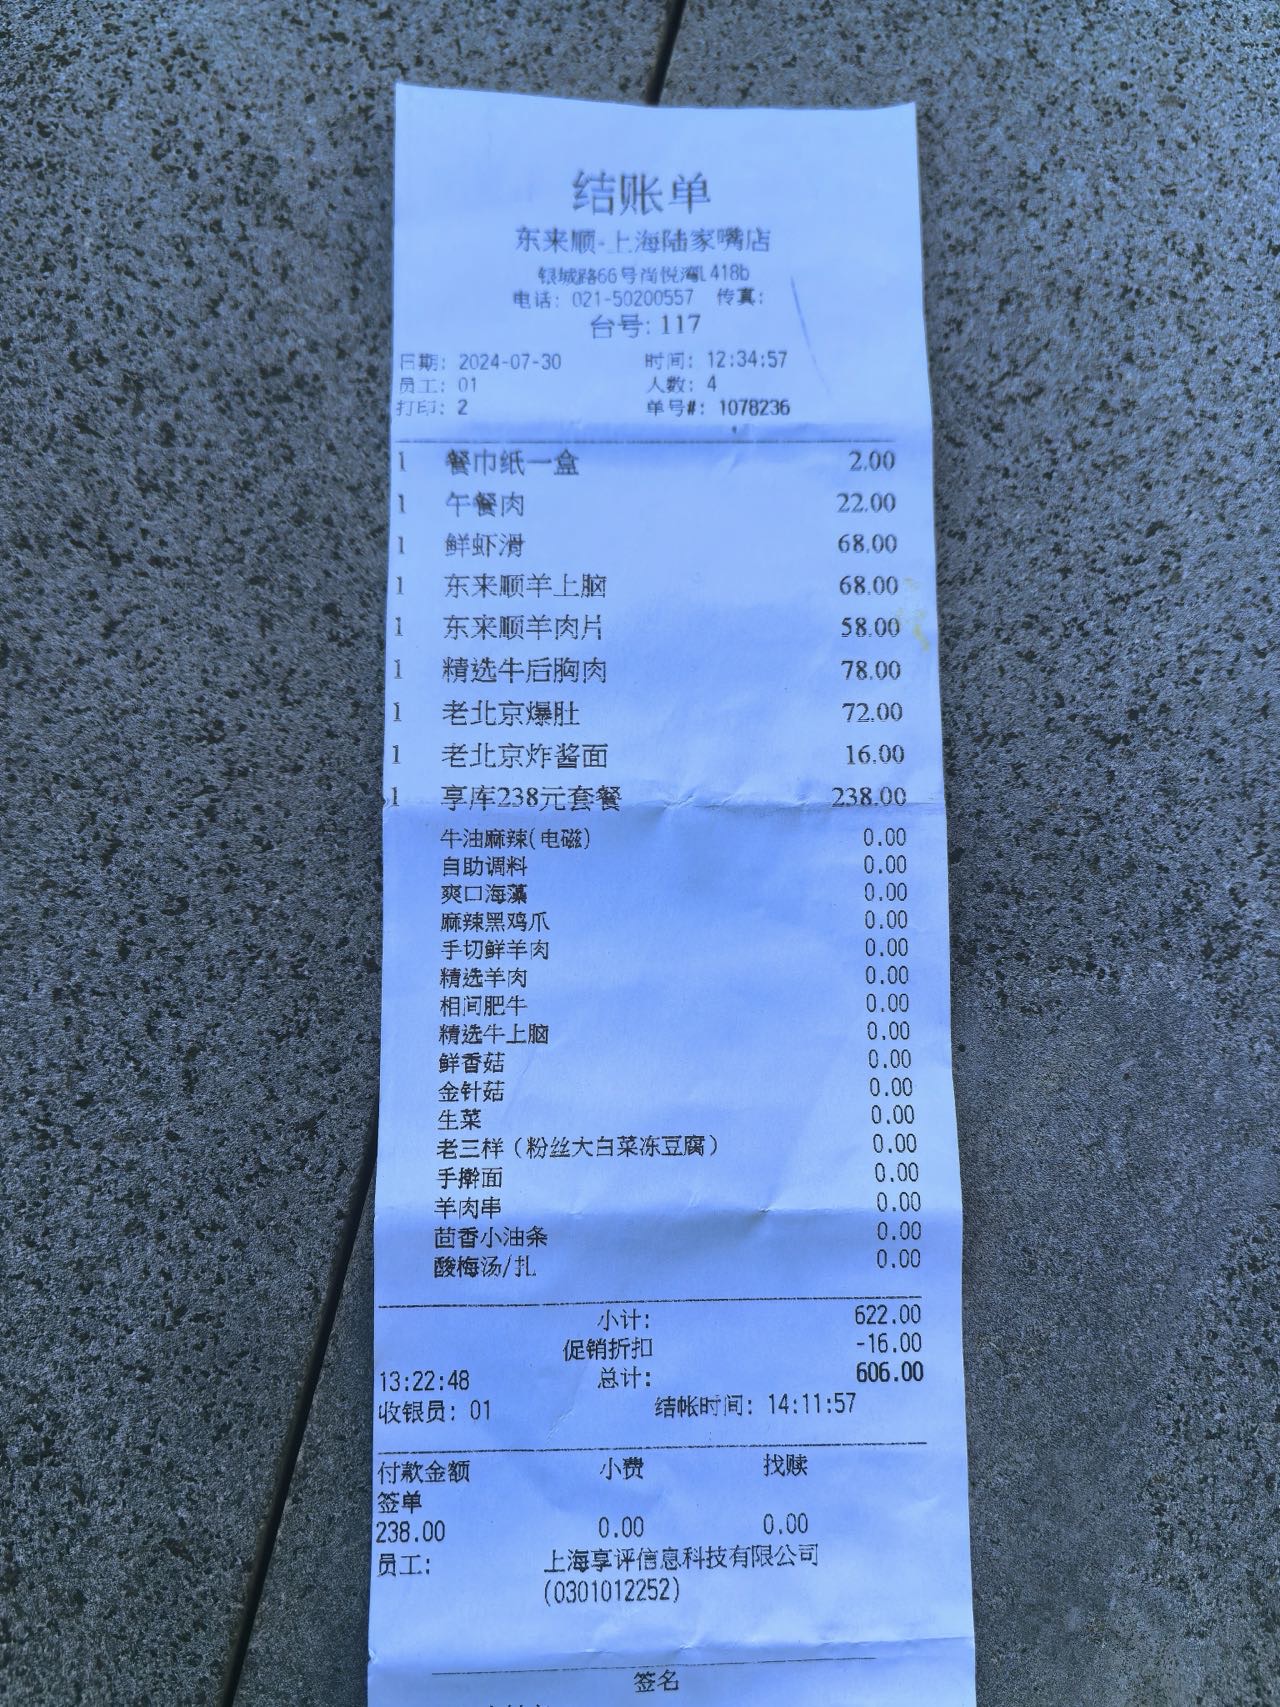 结账单
东来顺-上海陆家嘴店
银城路66号尚悦湾L418b
电话: 021-50200557 传真:
台号: 117
日期: 2024-07-30 时间: 12:34:57
员工: 01 人数: 4
打印: 2 单号#: 1078236
1 餐巾纸一盒 2.00
1 午餐肉 22.00
1 鲜虾滑 68.00
1 东来顺羊上脑 68.00
1 东来顺羊肉片 58.00
1 精选牛后胸肉 78.00
1 老北京爆肚 72.00
1 老北京炸酱面 16.00
1 享库238元套餐 238.00
牛油麻辣(电磁) 0.00
自助调料 0.00
爽口海藻 0.00
麻辣黑鸡爪 0.00
手切鲜羊肉 0.00
精选羊肉 0.00
相间肥牛 0.00
精选牛上脑 0.00
鲜香菇 0.00
金针菇 0.00
生菜 0.00
老三样（粉丝大白菜冻豆腐） 0.00
手擀面 0.00
羊肉串 0.00
茴香小油条 0.00
酸梅汤/扎 0.00
小计: 622.00
促销折扣 -16.00
13:22:48 总计: 606.00
收银员: 01 结帐时间: 14:11:57
付款金额 小费 找赎
签单
238.00 0.00 0.00
员工: 上海享评信息科技有限公司
(0301012252)
签名